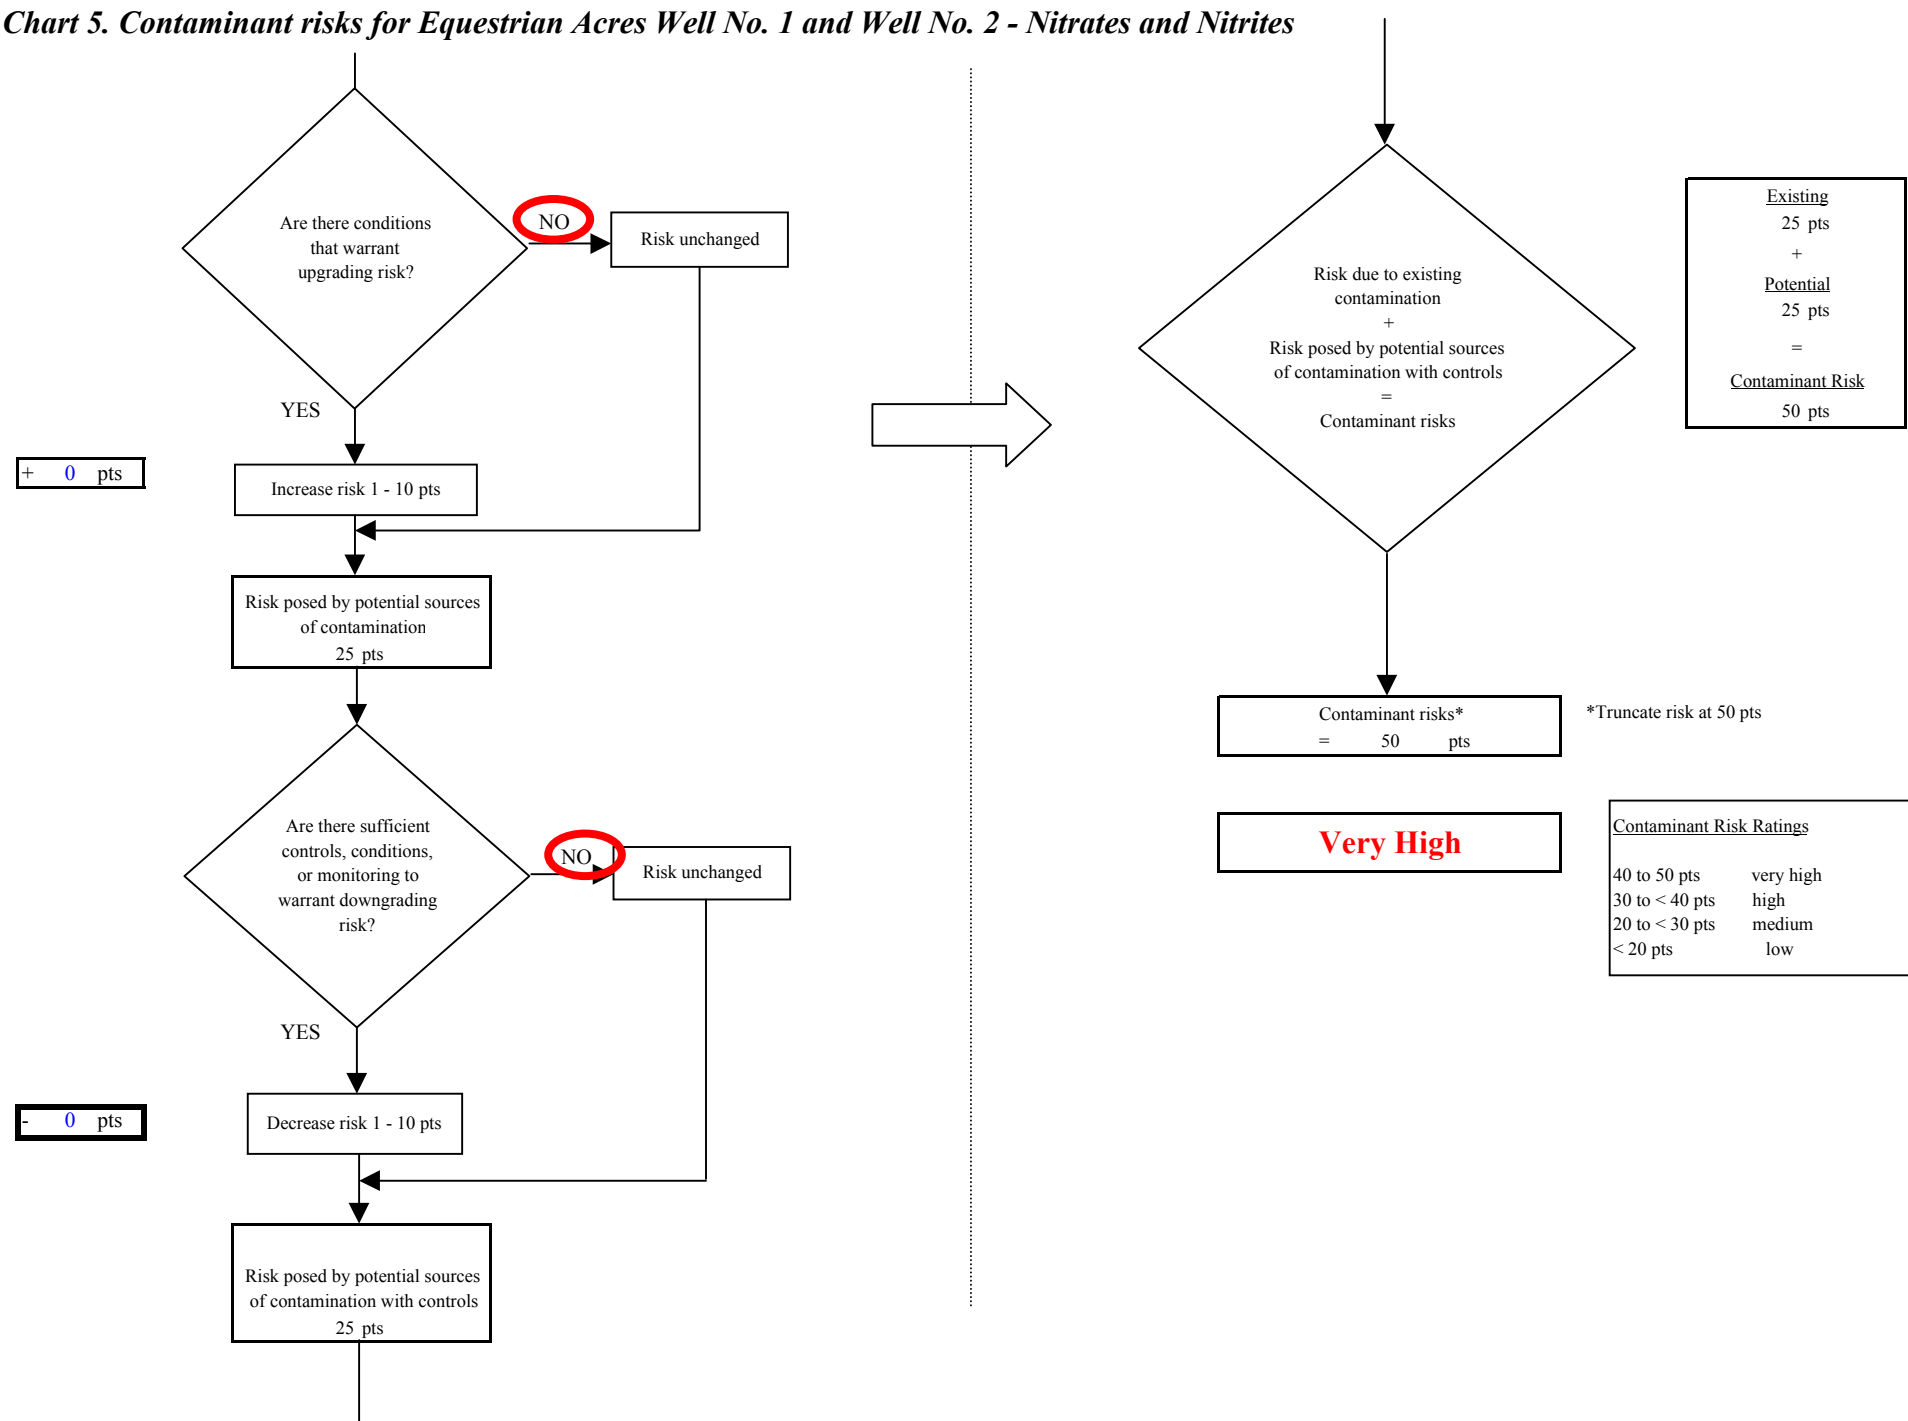 Chart 5. Contaminant risks for Equestrian Acres Well No. 1 and Well No. 2 - Nitrates and Nitrites
Are there conditions
that warrant
upgrading risk?
NO
Risk unchanged
YES
+ 0 pts
Increase risk 1 - 10 pts
Risk posed by potential sources
of contamination
25 pts
Are there sufficient
controls, conditions,
or monitoring to
warrant downgrading
risk?
NO
Risk unchanged
YES
- 0 pts
Decrease risk 1 - 10 pts
Risk posed by potential sources
of contamination with controls
25 pts
Risk due to existing
contamination
+
Risk posed by potential sources
of contamination with controls
=
Contaminant risks
Existing
25 pts
+
Potential
25 pts
=
Contaminant Risk
50 pts
Contaminant risks*
= 50 pts
*Truncate risk at 50 pts
Very High
Contaminant Risk Ratings
40 to 50 pts very high
30 to < 40 pts high
20 to < 30 pts medium
< 20 pts low